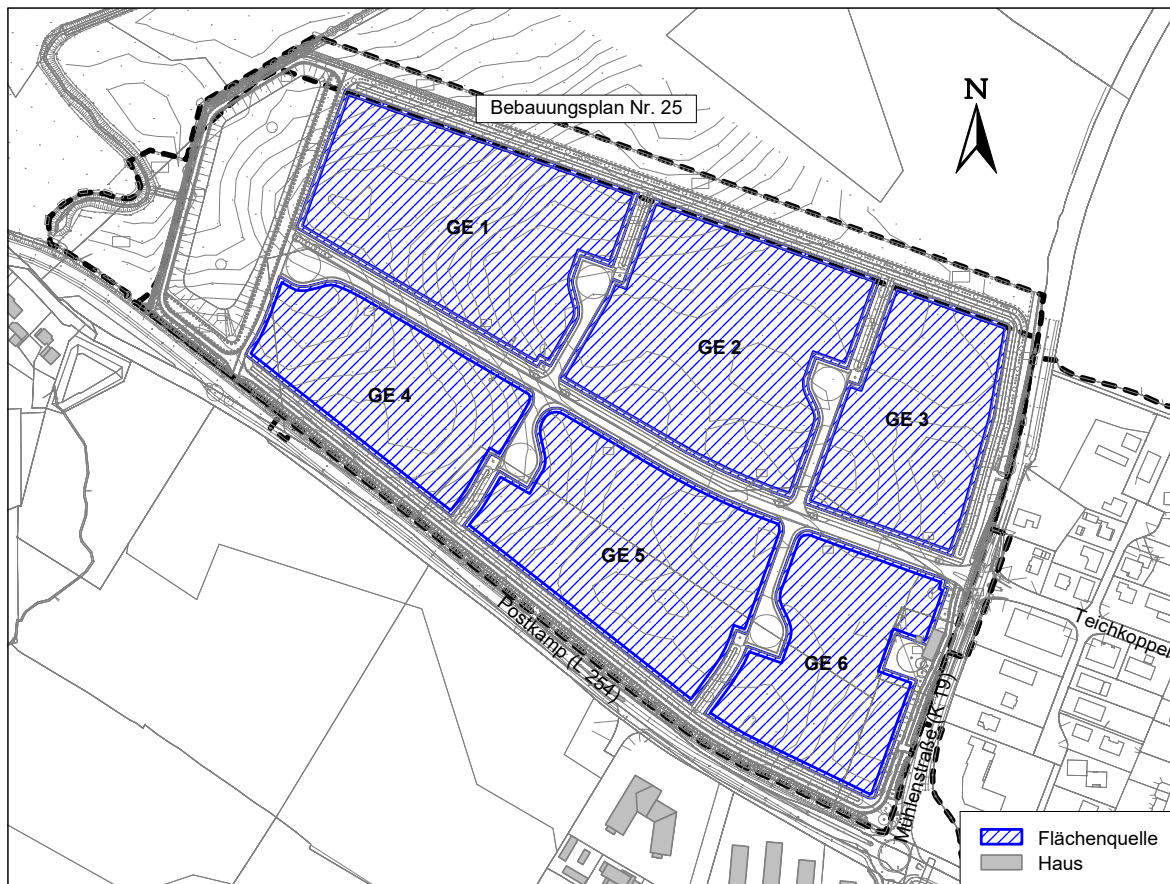 Bebauungsplan Nr. 25
N
GE 1
GE 2
GE 3
GE 4
GE 5
GE 6
Postkamp (L 254)
Mühlenstraße (K 19)
Teichkoppel
Flächenquelle
Haus